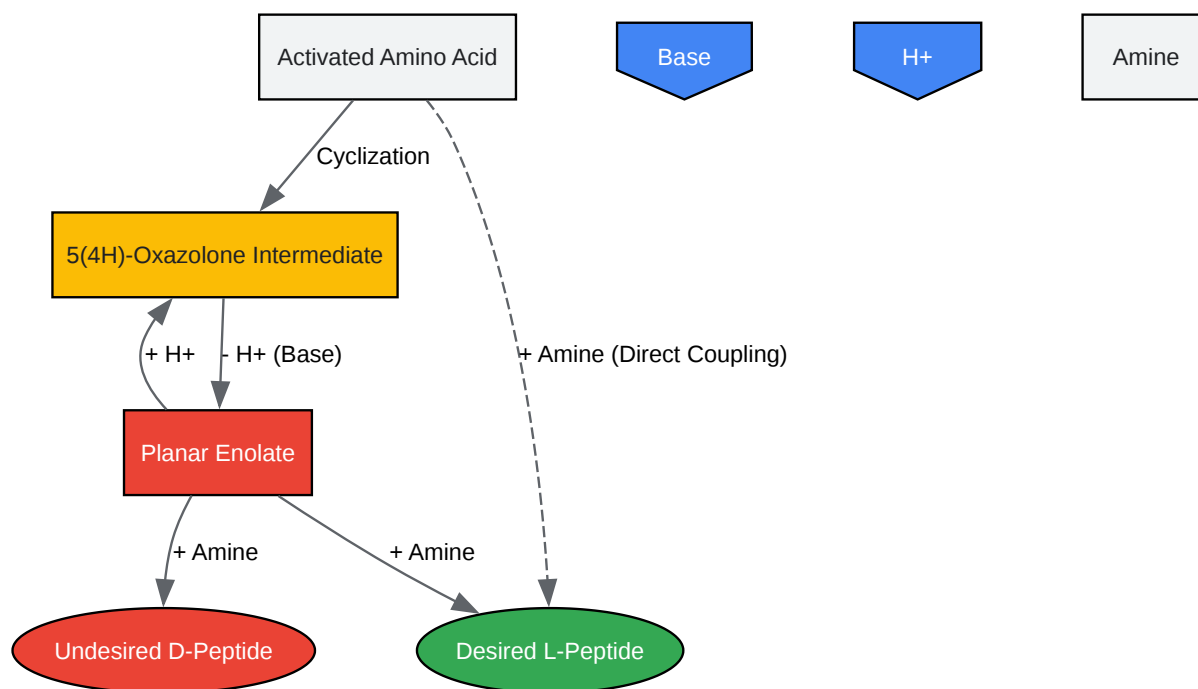 Activated Amino Acid
Base
H+
Amine
Cyclization
5(4H)-Oxazolone Intermediate
+ H+
- H+ (Base)
+ Amine (Direct Coupling)
Planar Enolate
+ Amine
+ Amine
Undesired D-Peptide
Desired L-Peptide